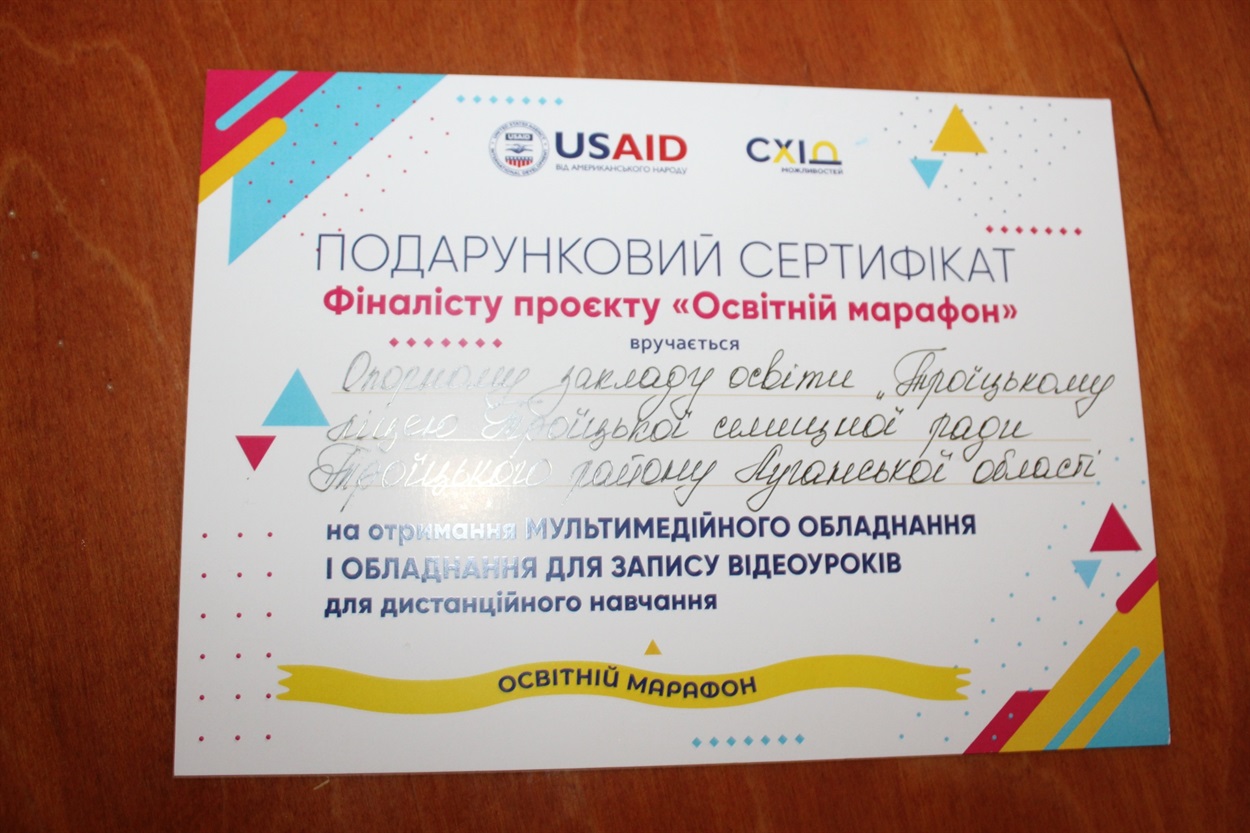 USAID
ВІД АМЕРИКАНСЬКОГО НАРОДУ
СХІД
МОЖЛИВОСТЕЙ
ПОДАРУНКОВИЙ СЕРТИФІКАТ
Фіналісту проєкту «Освітній марафон»
вручається
Опорному закладу освіти „Троїцькому
ліцею Троїцької селищної ради
Троїцького району Луганської області
на отримання МУЛЬТИМЕДІЙНОГО ОБЛАДНАННЯ
І ОБЛАДНАННЯ ДЛЯ ЗАПИСУ ВІДЕОУРОКІВ
для дистанційного навчання
ОСВІТНІЙ МАРАФОН